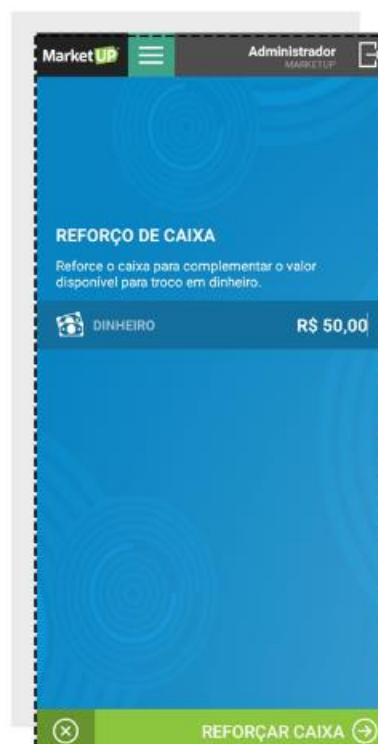 MarketUP
Administrador
MARKETUP
REFORÇO DE CAIXA
Reforce o caixa para complementar o valor
disponível para troco em dinheiro.
DINHEIRO R$ 50,00
REFORÇAR CAIXA